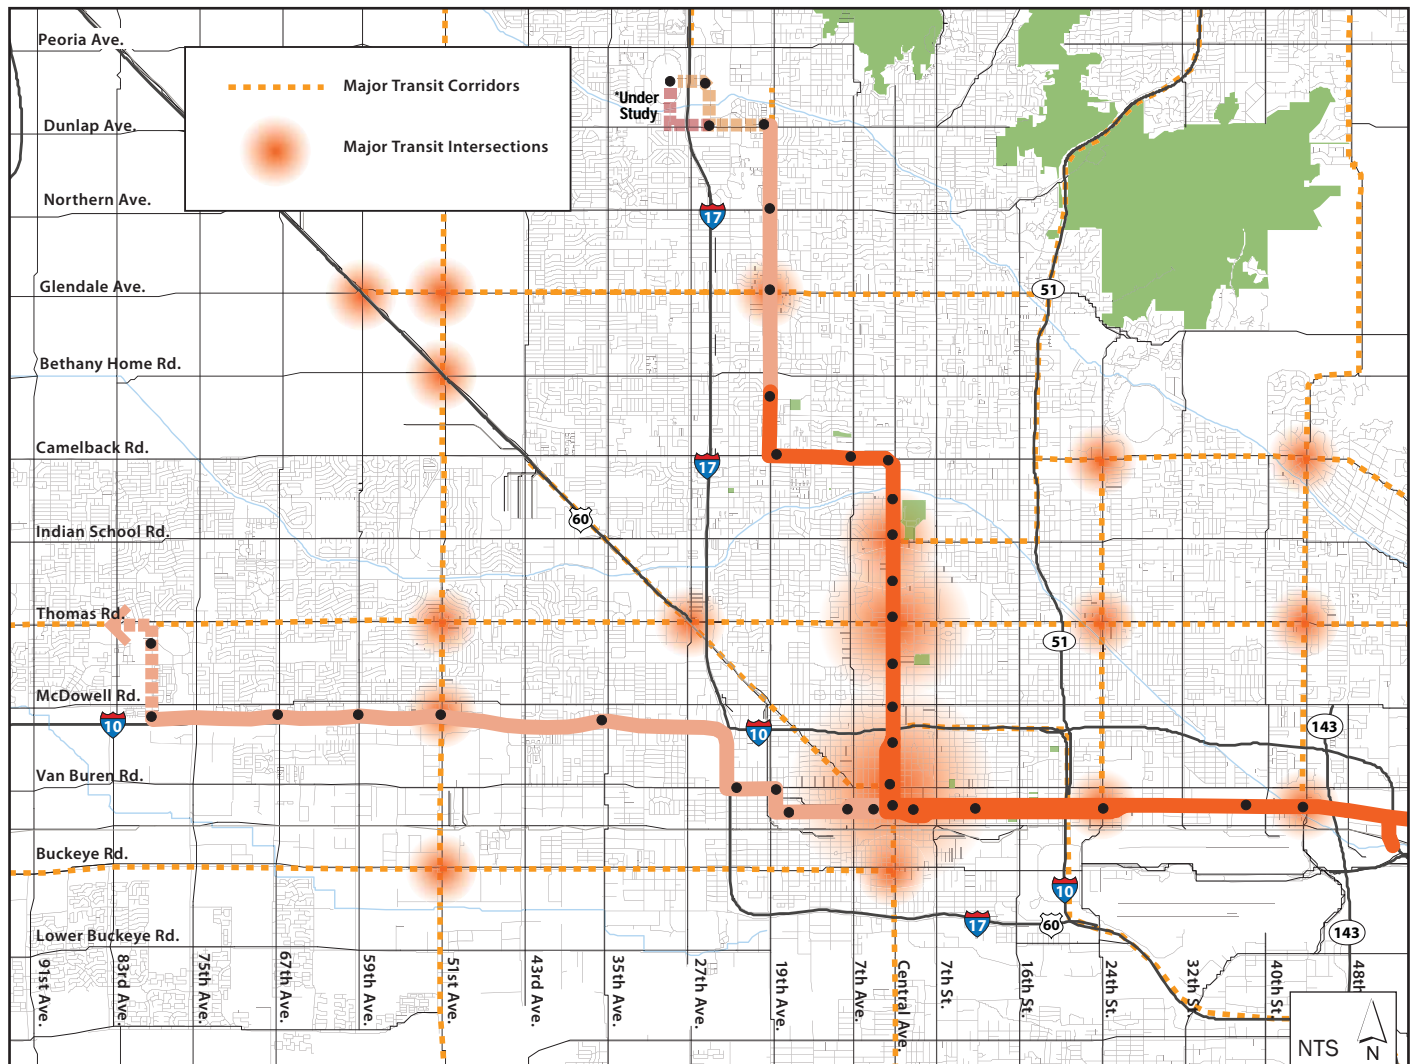 Peoria Ave.
Major Transit Corridors
*Under
Study
Dunlap Ave.
Major Transit Intersections
Northern Ave.
17
Glendale Ave.
51
Bethany Home Rd.
Camelback Rd.
17
Indian School Rd.
60
Thomas Rd.
51
McDowell Rd.
10
10
143
Van Buren Rd.
Buckeye Rd.
10
17
60
143
Lower Buckeye Rd.
91st Ave.
83rd Ave.
75th Ave.
67th Ave.
59th Ave.
51st Ave.
43rd Ave.
35th Ave.
27th Ave.
19th Ave.
7th Ave.
Central Ave.
7th St.
16th St.
24th St.
32th St.
40th St.
48th
NTS
N